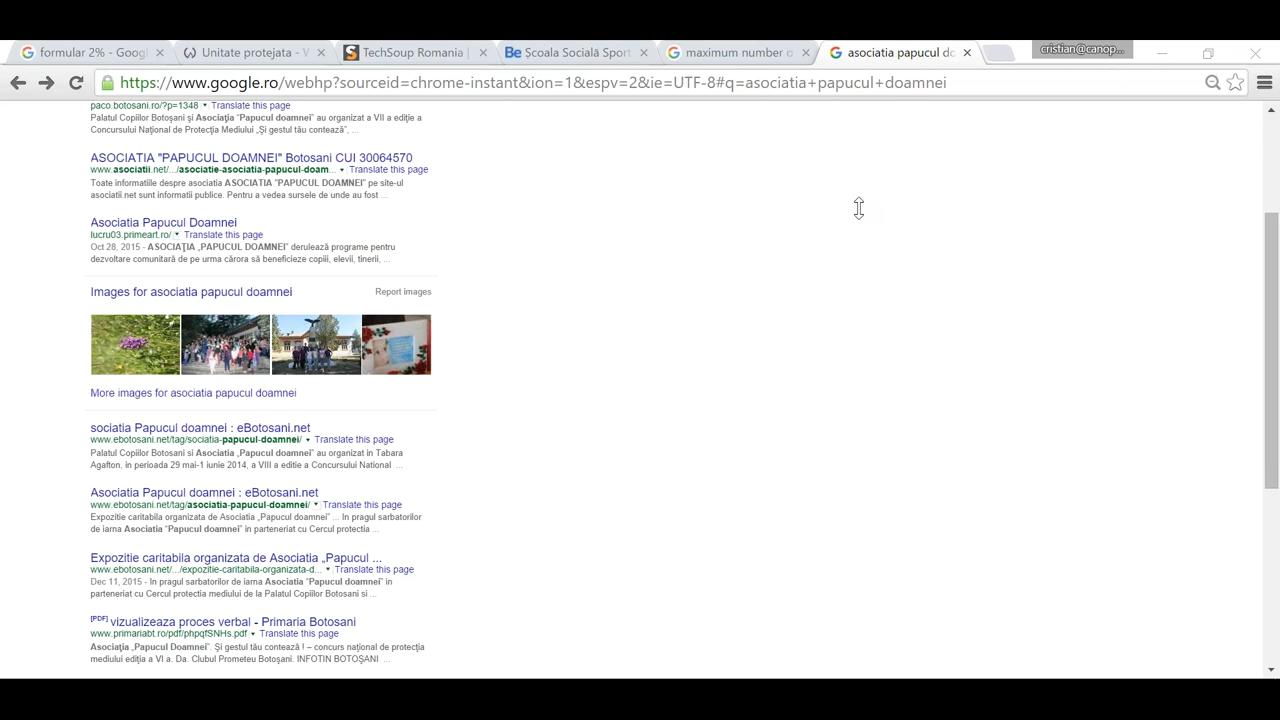 formular 2% - Googl
Unitate protejata - V
TechSoup Romania |
Școala Socială Sport
maximum number o
asociatia papucul do
cristian@canop...
https://www.google.ro/webhp?sourceid=chrome-instant&ion=1&espv=2&ie=UTF-8#q=asociatia+papucul+doamnei
paco.botosani.ro/?p=1348 Translate this page
Palatul Copiilor Botoşani şi Asociaţia "Papucul doamnei" au organizat a VII a ediţie a
Concursului Naţional de Protecţia Mediului „Şi gestul tău contează", ...
ASOCIATIA "PAPUCUL DOAMNEI" Botosani CUI 30064570
www.asociatii.net/.../asociatie-asociatia-papucul-doam... Translate this page
Toate informatiile despre asociatia ASOCIATIA "PAPUCUL DOAMNEI" pe site-ul
asociatii.net sunt informatii publice. Pentru a vedea sursele de unde au fost ...
Asociatia Papucul Doamnei
lucru03.primeart.ro/ Translate this page
Oct 28, 2015 - ASOCIAŢIA „PAPUCUL DOAMNEI" derulează programe pentru
dezvoltare comunitară de pe urma cărora să beneficieze copiii, elevii, tinerii, ...
Images for asociatia papucul doamnei
Report images
More images for asociatia papucul doamnei
sociatia Papucul doamnei : eBotosani.net
www.ebotosani.net/tag/sociatia-papucul-doamnei/ Translate this page
Palatul Copiilor Botosani si Asociatia „Papucul doamnei" au organizat in Tabara
Agafton, in perioada 29 mai-1 iunie 2014, a VIII a editie a Concursului National ...
Asociatia Papucul doamnei : eBotosani.net
www.ebotosani.net/tag/asociatia-papucul-doamnei/ Translate this page
Expozitie caritabila organizata de Asociatia „Papucul doamnei" ... In pragul sarbatorilor
de iarna Asociatia "Papucul doamnei" in parteneriat cu Cercul protectia ...
Expozitie caritabila organizata de Asociatia „Papucul ...
www.ebotosani.net/.../expozitie-caritabila-organizata-d... Translate this page
Dec 11, 2015 - In pragul sarbatorilor de iarna Asociatia "Papucul doamnei" in
parteneriat cu Cercul protectia mediului de la Palatul Copiilor Botosani si ...
[PDF] vizualizeaza proces verbal - Primaria Botosani
www.primariabt.ro/pdf/phpqfSNHs.pdf Translate this page
Asociaţia „Papucul Doamnei". Şi gestul tău contează ! – concurs naţional de protecţia
mediului ediţia a VI a. Da. Clubul Prometeu Botoşani. INFOTIN BOTOŞANI ...